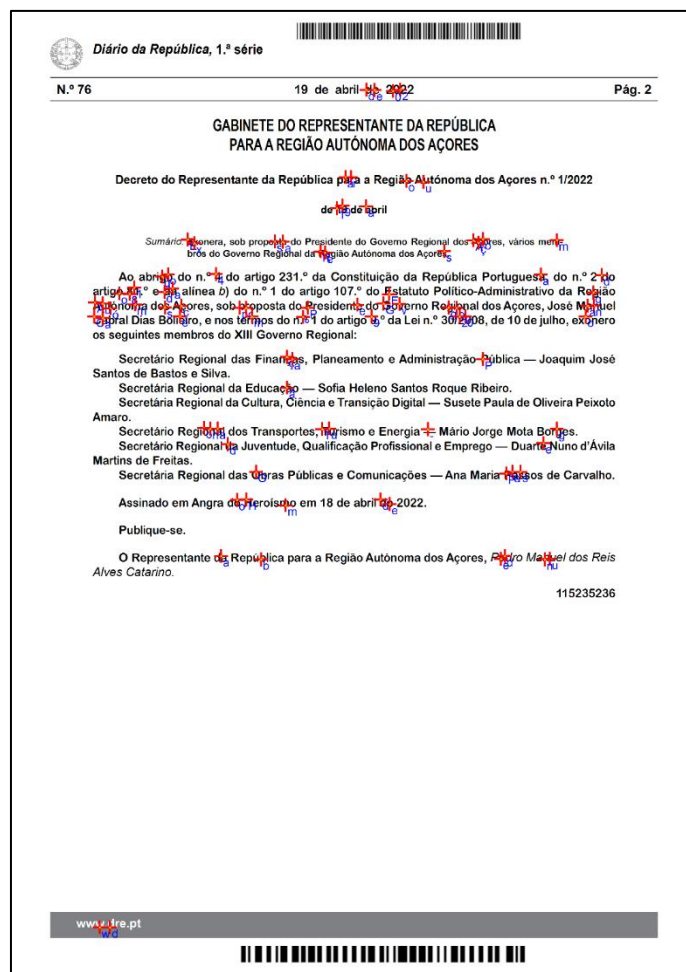 Diário da República, 1.ª série
N.º 76 19 de abril de 2022 Pág. 2
GABINETE DO REPRESENTANTE DA REPÚBLICA
PARA A REGIÃO AUTÓNOMA DOS AÇORES
Decreto do Representante da República para a Região Autónoma dos Açores n.º 1/2022
de 19 de abril
Sumário: Exonera, sob proposta do Presidente do Governo Regional dos Açores, vários mem-
bros do Governo Regional da Região Autónoma dos Açores.
Ao abrigo do n.º 4 do artigo 231.º da Constituição da República Portuguesa, do n.º 2 do
artigo e na alínea b) do n.º 1 do artigo 107.º do Estatuto Político-Administrativo da Região
Autónoma dos Açores, sob proposta do Presidente do Governo Regional dos Açores, José Manuel
Cabral Dias Bolieiro, e nos termos do n.º 1 do artigo da Lei n.º 30/2008, de 10 de julho, exonero
os seguintes membros do XIII Governo Regional:
Secretário Regional das Finanças, Planeamento e Administração Pública — Joaquim José
Santos de Bastos e Silva.
Secretária Regional da Educação — Sofia Heleno Santos Roque Ribeiro.
Secretária Regional da Cultura, Ciência e Transição Digital — Susete Paula de Oliveira Peixoto
Amaro.
Secretário Regional dos Transportes, Turismo e Energia — Mário Jorge Mota Borges.
Secretário Regional da Juventude, Qualificação Profissional e Emprego — Duarte Nuno d'Ávila
Martins de Freitas.
Secretária Regional das Obras Públicas e Comunicações — Ana Maria Passos de Carvalho.
Assinado em Angra do Heroísmo em 18 de abril de 2022.
Publique-se.
O Representante da República para a Região Autónoma dos Açores, Pedro Manuel dos Reis
Alves Catarino.
115235236
www.dre.pt